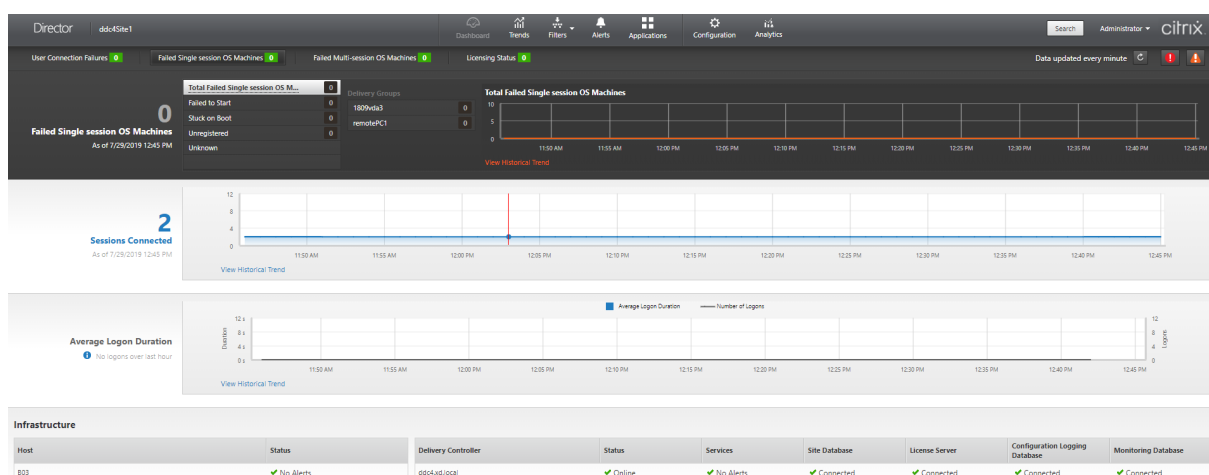 Director ddc4Site1 Dashboard Trends Filters Alerts Applications Configuration Analytics Search Administrator citrix
User Connection Failures 0 Failed Single session OS Machines 0 Failed Multi-session OS Machines 0 Licensing Status 0 Data updated every minute
0
Failed Single session OS Machines
As of 7/29/2019 12:45 PM
Total Failed Single session OS M... 0
Failed to Start 0
Stuck on Boot 0
Unregistered 0
Unknown
Delivery Groups
1809vda3 0
remotePC1 0
Total Failed Single session OS Machines
10
5
0
11:50 AM 11:55 AM 12:00 PM 12:05 PM 12:10 PM 12:15 PM 12:20 PM 12:25 PM 12:30 PM 12:35 PM 12:40 PM 12:45 PM
View Historical Trend
2
Sessions Connected
As of 7/29/2019 12:45 PM
12
8
4
0
11:50 AM 11:55 AM 12:00 PM 12:05 PM 12:10 PM 12:15 PM 12:20 PM 12:25 PM 12:30 PM 12:35 PM 12:40 PM 12:45 PM
View Historical Trend
Average Logon Duration
No logons over last hour
Average Logon Duration Number of Logons
Duration
12 s
8 s
4 s
0 s
12
8
4
0
Logons
11:50 AM 11:55 AM 12:00 PM 12:05 PM 12:10 PM 12:15 PM 12:20 PM 12:25 PM 12:30 PM 12:35 PM 12:40 PM 12:45 PM
View Historical Trend
Infrastructure
Host Status Delivery Controller Status Services Site Database License Server Configuration Logging Database Monitoring Database
803 No Alerts ddc4.xd.local Online No Alerts Connected Connected Connected Connected